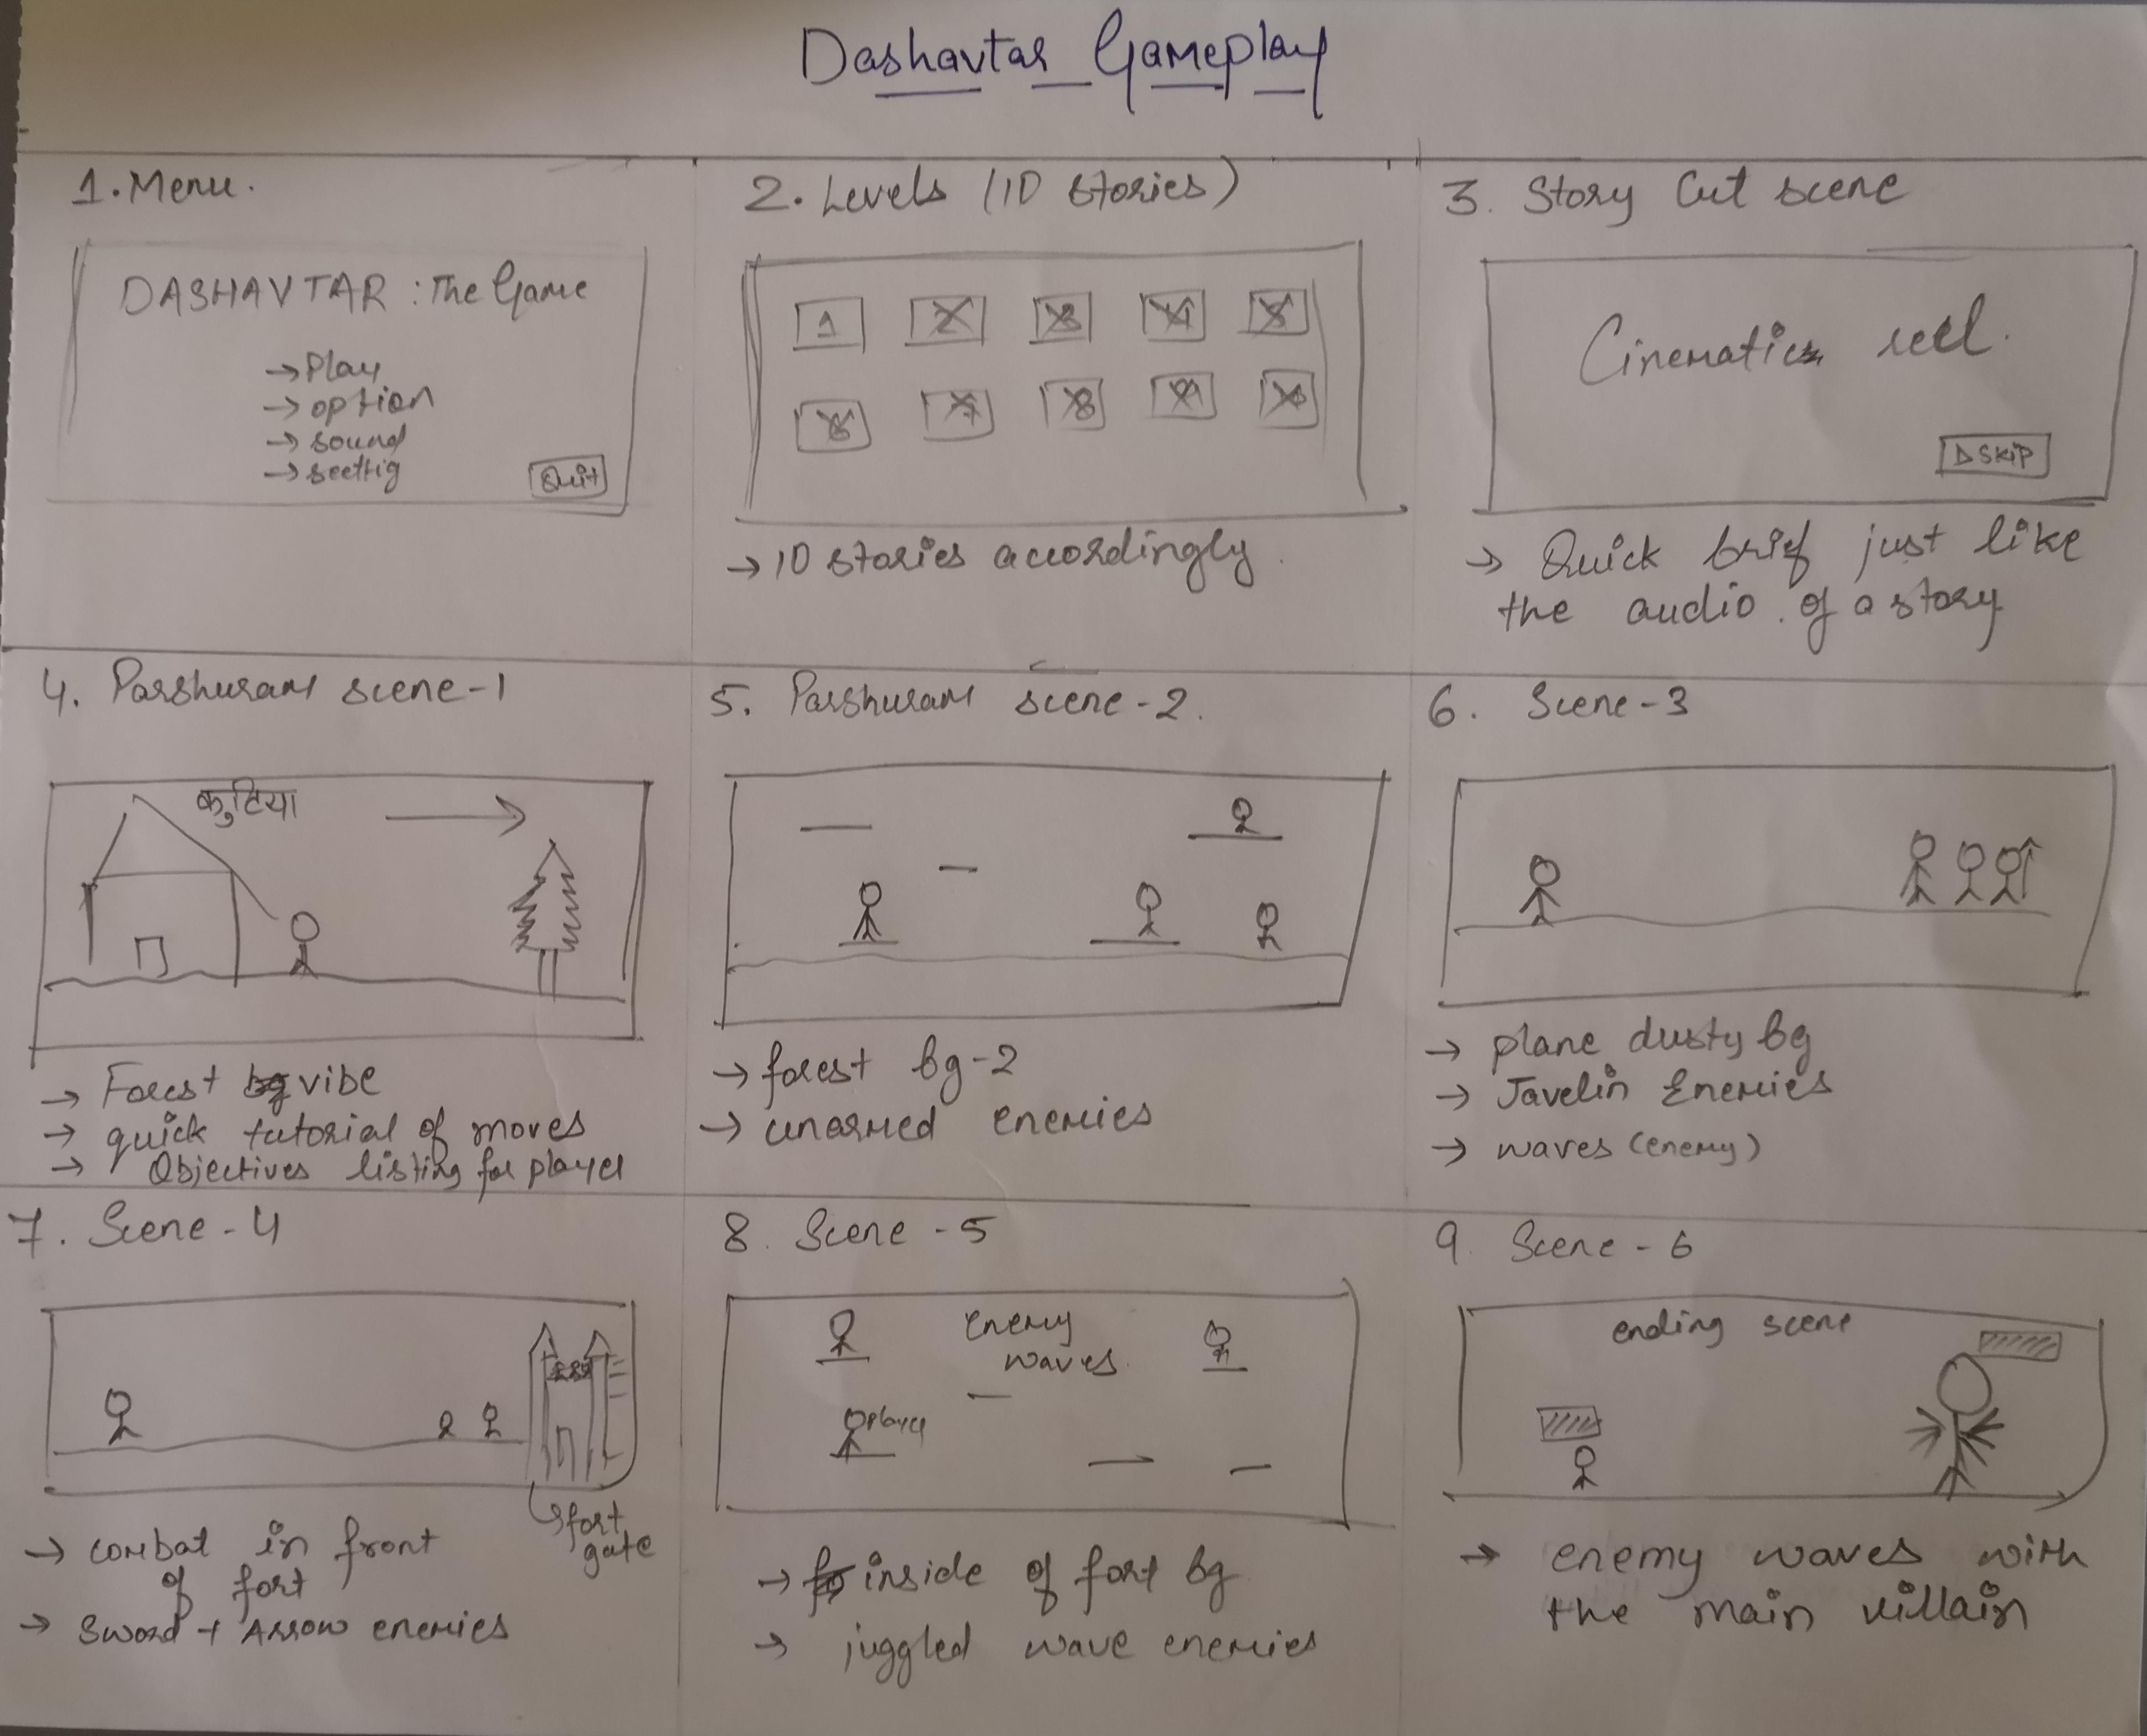 Dashavtar Gameplay
1. Menu.
DASHAVTAR : The Game
→ Play
→ option
→ sound
→ seettig
Quit
2. Levels (10 stories)
1 2 3 4 5
6 7 8 9 10
→ 10 stories accordingly.
3. Story Cut scene
Cinematics reel.
▷ SKIP
→ Quick brief just like
the audio of a story
4. Parshuram scene-1
कुटिया
→ Forest vibe
→ quick tutorial of moves
→ Objectives listing for player
5. Parshuram scene-2.
→ forest bg-2
→ unarmed enemies
6. Scene-3
→ plane dusty bg
→ Javelin Enemies
→ waves (enemy)
7. Scene-4
fort
gate
→ combat in front
of fort
→ Sword + Arrow enemies
8. Scene-5
enemy
waves.
player
→ inside of fort bg
→ juggled wave enemies
9. Scene-6
ending scene
→ enemy waves with
the main villain